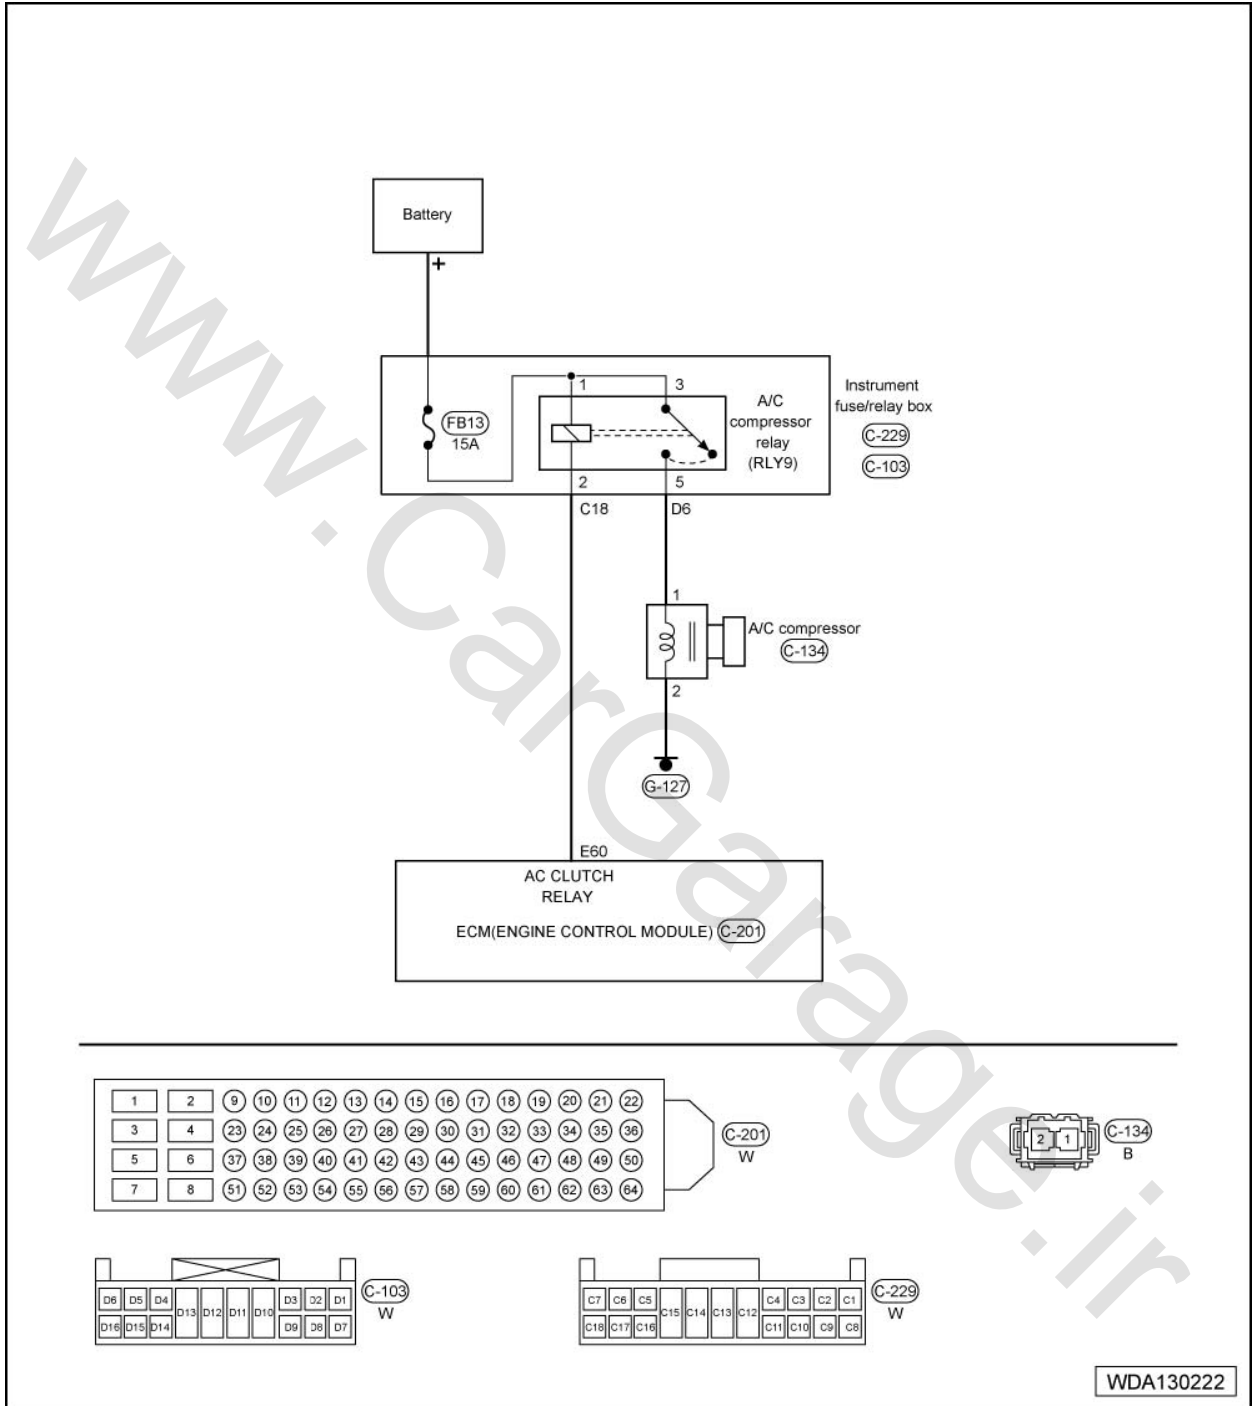 Battery
+
1
3
FB13
15A
A/C
compressor
relay
(RLY9)
Instrument
fuse/relay box
C-229
C-103
2
5
C18
D6
1
A/C compressor
C-134
2
G-127
E60
AC CLUTCH
RELAY
ECM(ENGINE CONTROL MODULE) C-201
1 2 9 10 11 12 13 14 15 16 17 18 19 20 21 22
3 4 23 24 25 26 27 28 29 30 31 32 33 34 35 36
5 6 37 38 39 40 41 42 43 44 45 46 47 48 49 50
7 8 51 52 53 54 55 56 57 58 59 60 61 62 63 64
C-201
W
2 1
C-134
B
D6 D5 D4 D13 D12 D11 D10 D3 D2 D1
D16 D15 D14 D9 D8 D7
C-103
W
C7 C6 C5 C15 C14 C13 C12 C4 C3 C2 C1
C18 C17 C16 C11 C10 C9 C8
C-229
W
WDA130222
www.CarGarage.ir